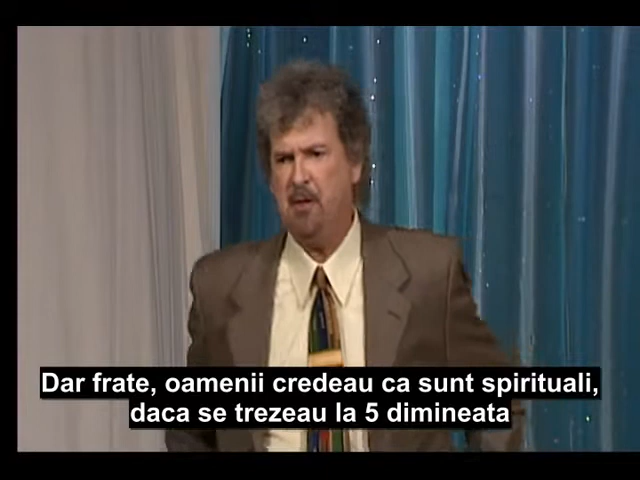 Dar frate, oamenii credeau ca sunt spirituali,
daca se trezeau la 5 dimineata